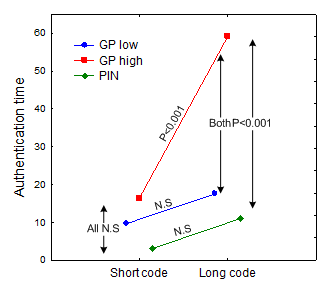 60
50
40
30
20
10
0
Authentication time
GP low
GP high
PIN
P<0.001
Both P<0.001
N.S
All N.S
N.S
Short code
Long code